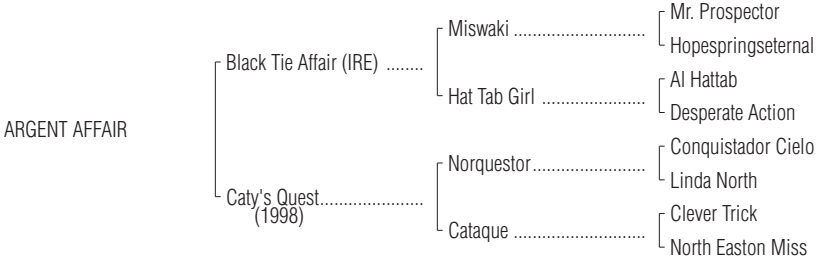 Mr. Prospector
Miswaki ..............................
Hopespringseternal
Black Tie Affair (IRE) ........
Al Hattab
Hat Tab Girl .......................
Desperate Action
ARGENT AFFAIR
Conquistador Cielo
Norquestor.........................
Linda North
Caty's Quest.......................
(1998)
Clever Trick
Cataque .............................
North Easton Miss